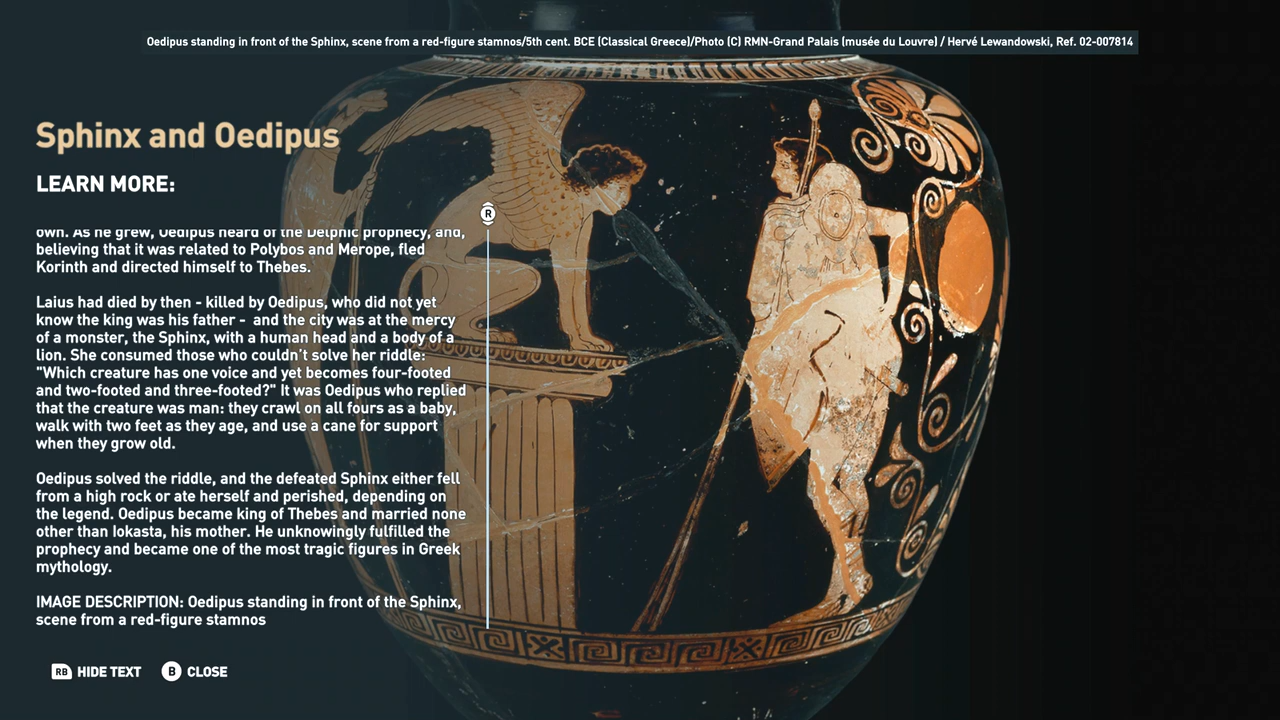 Oedipus standing in front of the Sphinx, scene from a red-figure stamnos/5th cent. BCE (Classical Greece)/Photo (C) RMN-Grand Palais (musée du Louvre) / Hervé Lewandowski, Ref. 02-007814
Sphinx and Oedipus
LEARN MORE:
own. As he grew, Oedipus heard of the Delphic prophecy, and,
believing that it was related to Polybos and Merope, fled
Korinth and directed himself to Thebes.
Laius had died by then - killed by Oedipus, who did not yet
know the king was his father - and the city was at the mercy
of a monster, the Sphinx, with a human head and a body of a
lion. She consumed those who couldn't solve her riddle:
"Which creature has one voice and yet becomes four-footed
and two-footed and three-footed?" It was Oedipus who replied
that the creature was man: they crawl on all fours as a baby,
walk with two feet as they age, and use a cane for support
when they grow old.
Oedipus solved the riddle, and the defeated Sphinx either fell
from a high rock or ate herself and perished, depending on
the legend. Oedipus became king of Thebes and married none
other than Iokasta, his mother. He unknowingly fulfilled the
prophecy and became one of the most tragic figures in Greek
mythology.
IMAGE DESCRIPTION: Oedipus standing in front of the Sphinx,
scene from a red-figure stamnos
R
RB HIDE TEXT B CLOSE